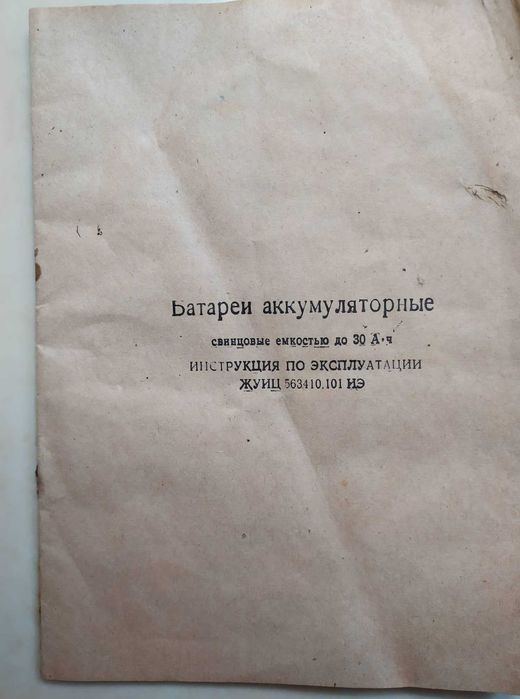 Батареи аккумуляторные
свинцовые емкостью до 30 А·ч
ИНСТРУКЦИЯ ПО ЭКСПЛУАТАЦИИ
ЖУИЦ 563410.101 ИЭ